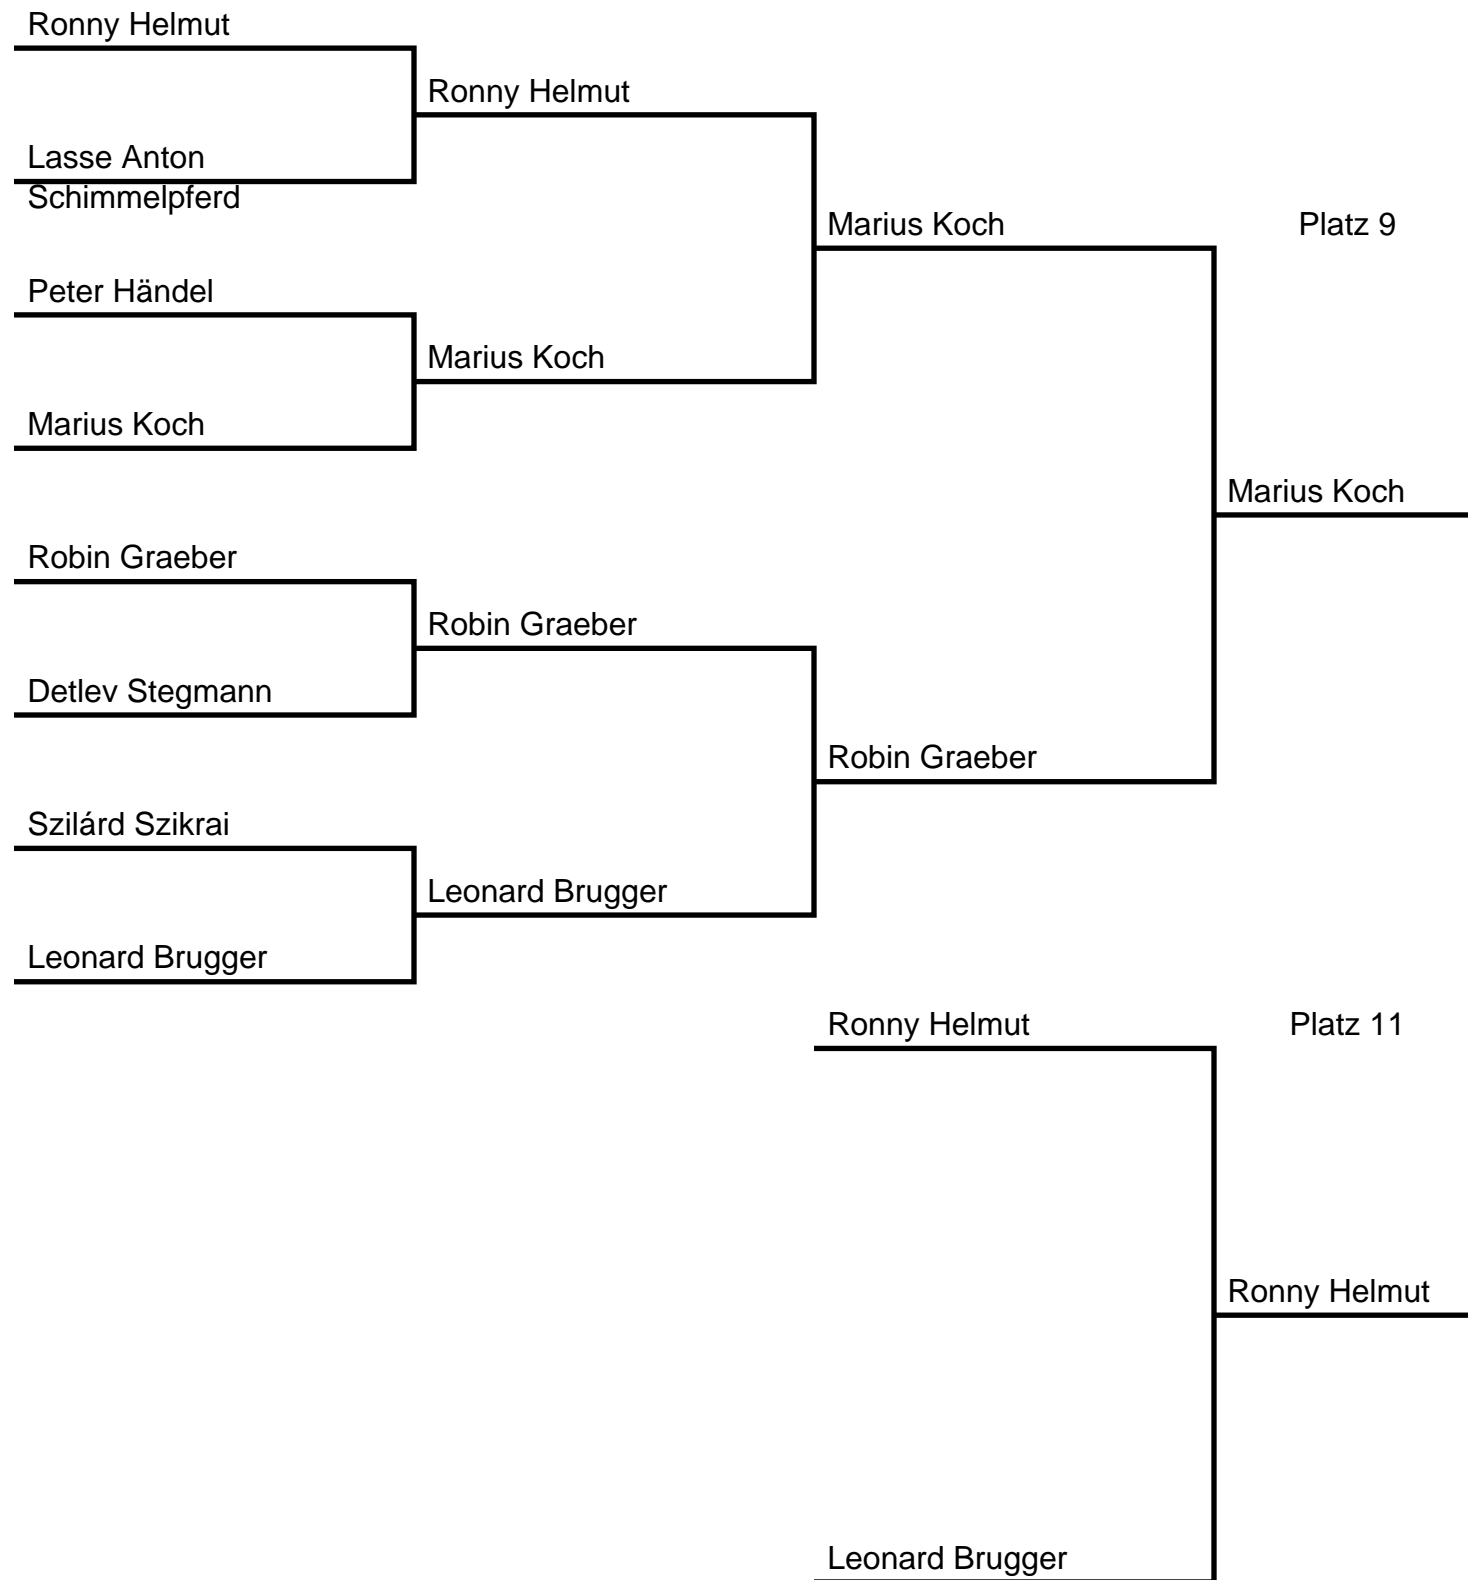 Ronny Helmut
Ronny Helmut
Lasse Anton
Schimmelpferd
Marius Koch
Platz 9
Peter Händel
Marius Koch
Marius Koch
Marius Koch
Robin Graeber
Robin Graeber
Detlev Stegmann
Robin Graeber
Szilárd Szikrai
Leonard Brugger
Leonard Brugger
Ronny Helmut
Platz 11
Ronny Helmut
Leonard Brugger